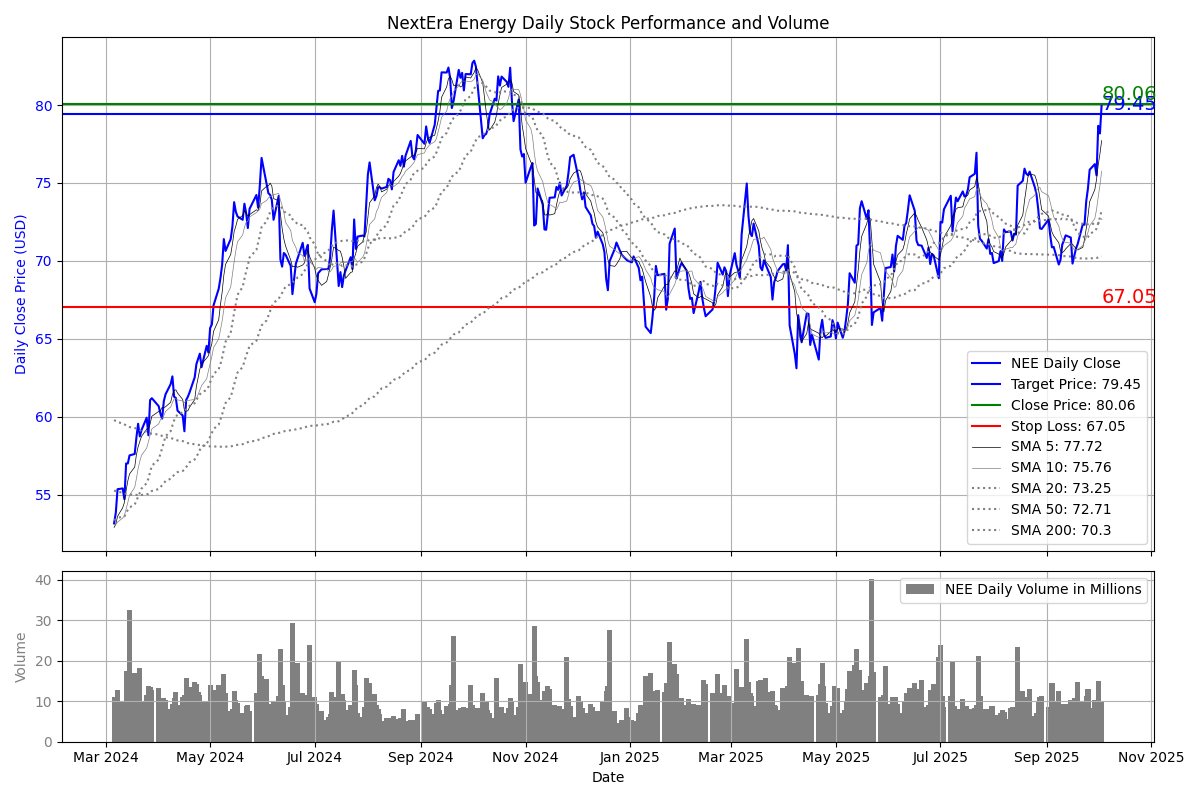 NextEra Energy Daily Stock Performance and Volume
Daily Close Price (USD)
80
75
70
65
60
55
80.06
79.45
67.05
NEE Daily Close
Target Price: 79.45
Close Price: 80.06
Stop Loss: 67.05
SMA 5: 77.72
SMA 10: 75.76
SMA 20: 73.25
SMA 50: 72.71
SMA 200: 70.3
Volume
40
30
20
10
0
NEE Daily Volume in Millions
Mar 2024
May 2024
Jul 2024
Sep 2024
Nov 2024
Jan 2025
Mar 2025
May 2025
Jul 2025
Sep 2025
Nov 2025
Date